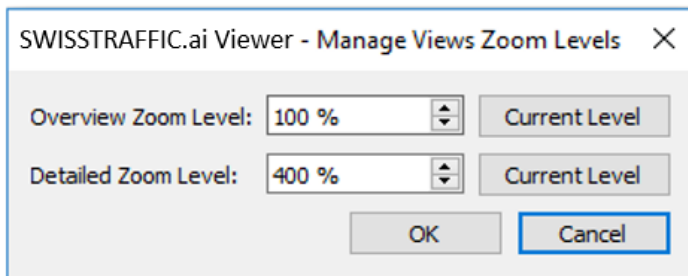 SWISSTRAFFIC.ai Viewer - Manage Views Zoom Levels
Overview Zoom Level: 100 % Current Level
Detailed Zoom Level: 400 % Current Level
OK Cancel